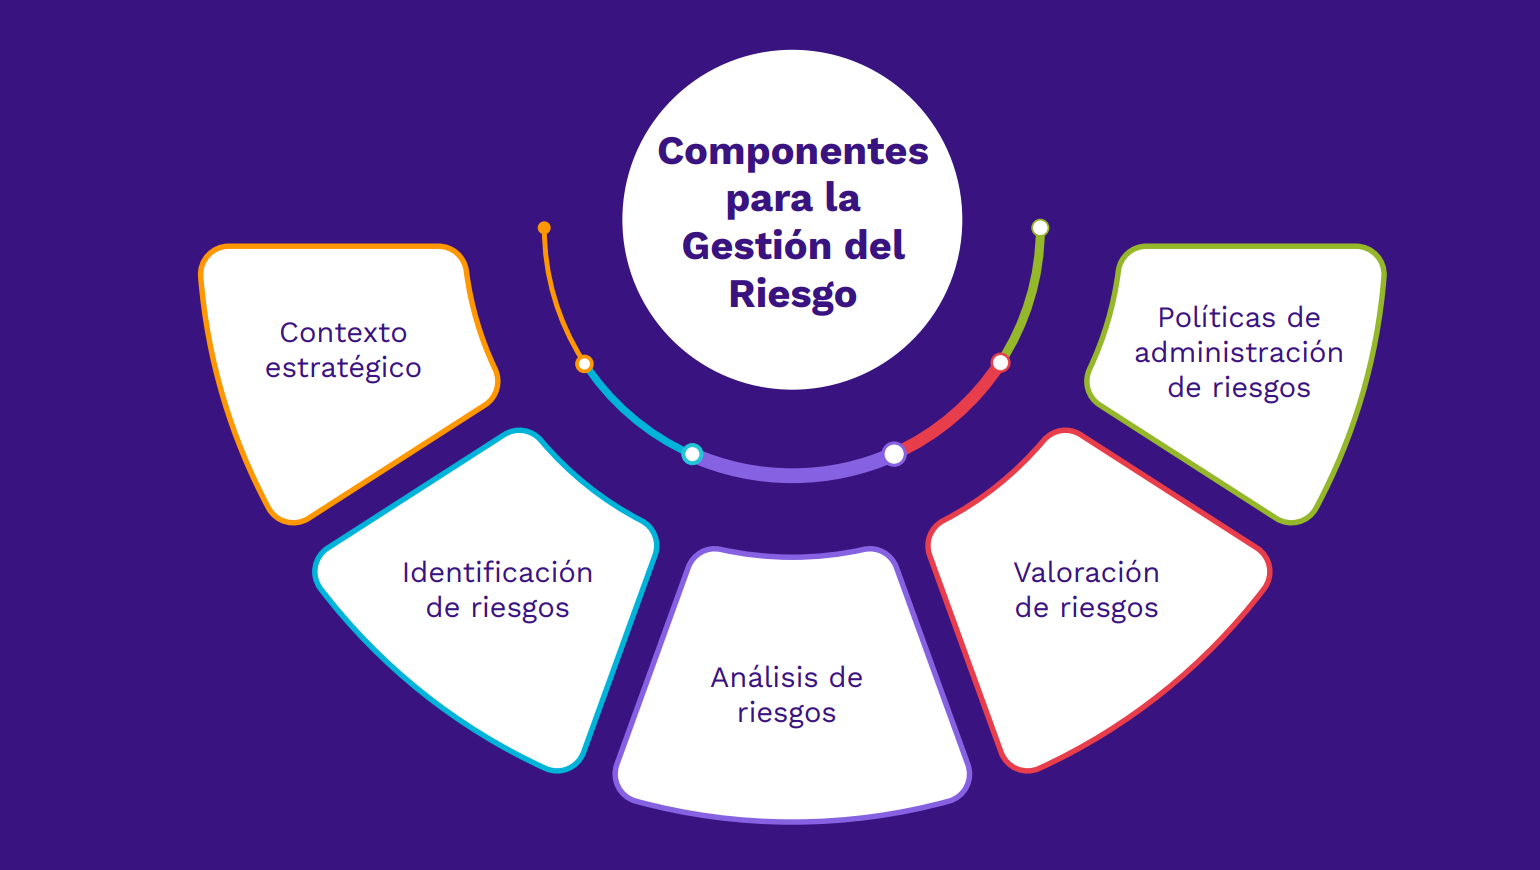 Componentes
para la
Gestión del
Riesgo
Contexto
estratégico
Identificación
de riesgos
Análisis de
riesgos
Valoración
de riesgos
Políticas de
administración
de riesgos